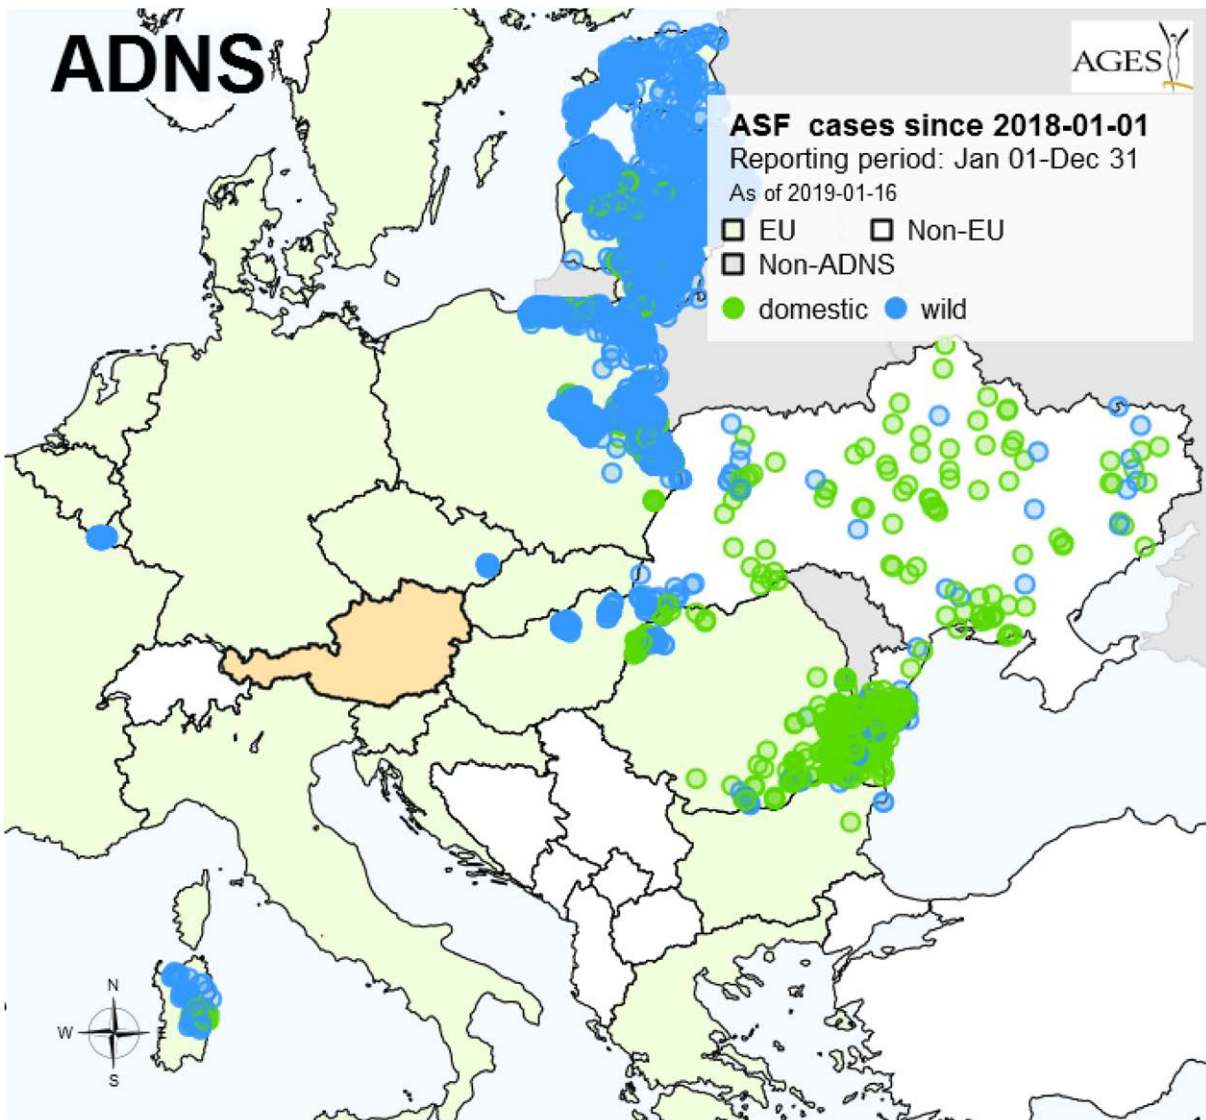 ADNS
AGES
ASF cases since 2018-01-01
Reporting period: Jan 01-Dec 31
As of 2019-01-16
EU Non-EU
Non-ADNS
domestic wild
N
W E
S